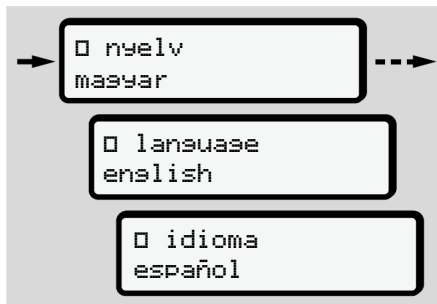 □ nyelv
magyar
□ language
english
□ idioma
español